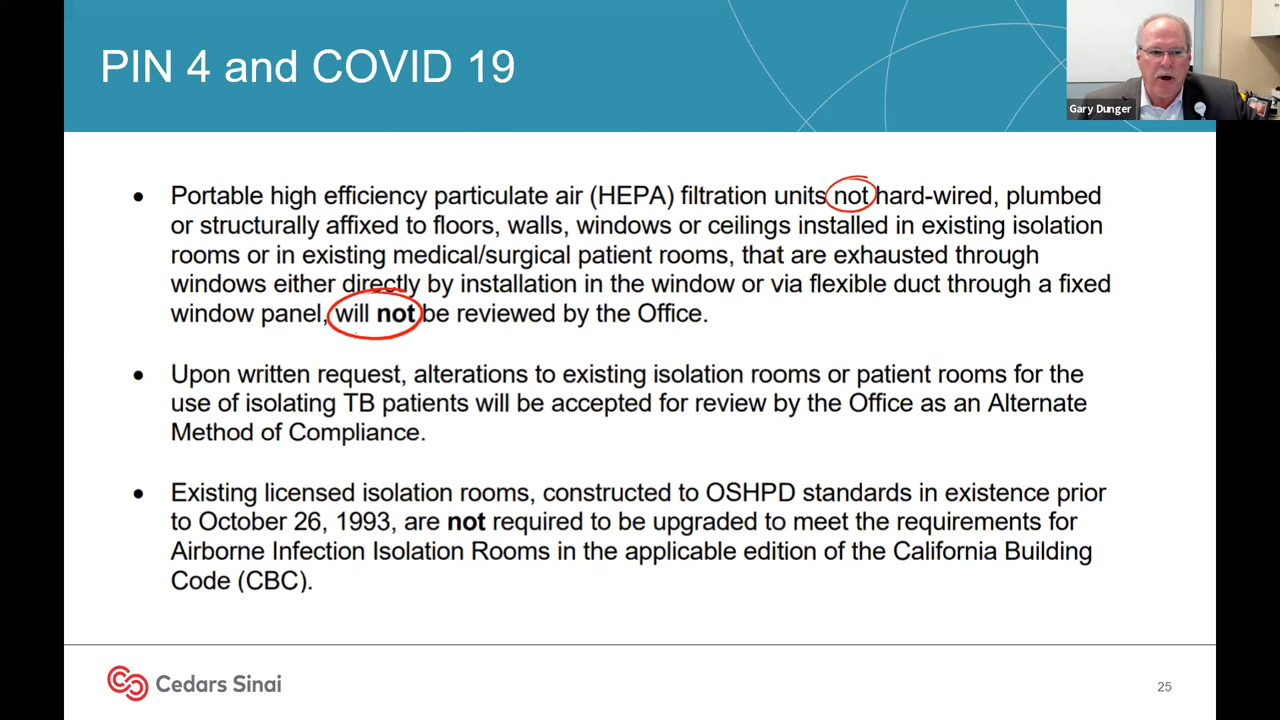 PIN 4 and COVID 19
Gary Dunger
• Portable high efficiency particulate air (HEPA) filtration units not hard-wired, plumbed
or structurally affixed to floors, walls, windows or ceilings installed in existing isolation
rooms or in existing medical/surgical patient rooms, that are exhausted through
windows either directly by installation in the window or via flexible duct through a fixed
window panel, will not be reviewed by the Office.
• Upon written request, alterations to existing isolation rooms or patient rooms for the
use of isolating TB patients will be accepted for review by the Office as an Alternate
Method of Compliance.
• Existing licensed isolation rooms, constructed to OSHPD standards in existence prior
to October 26, 1993, are not required to be upgraded to meet the requirements for
Airborne Infection Isolation Rooms in the applicable edition of the California Building
Code (CBC).
Cedars Sinai
25